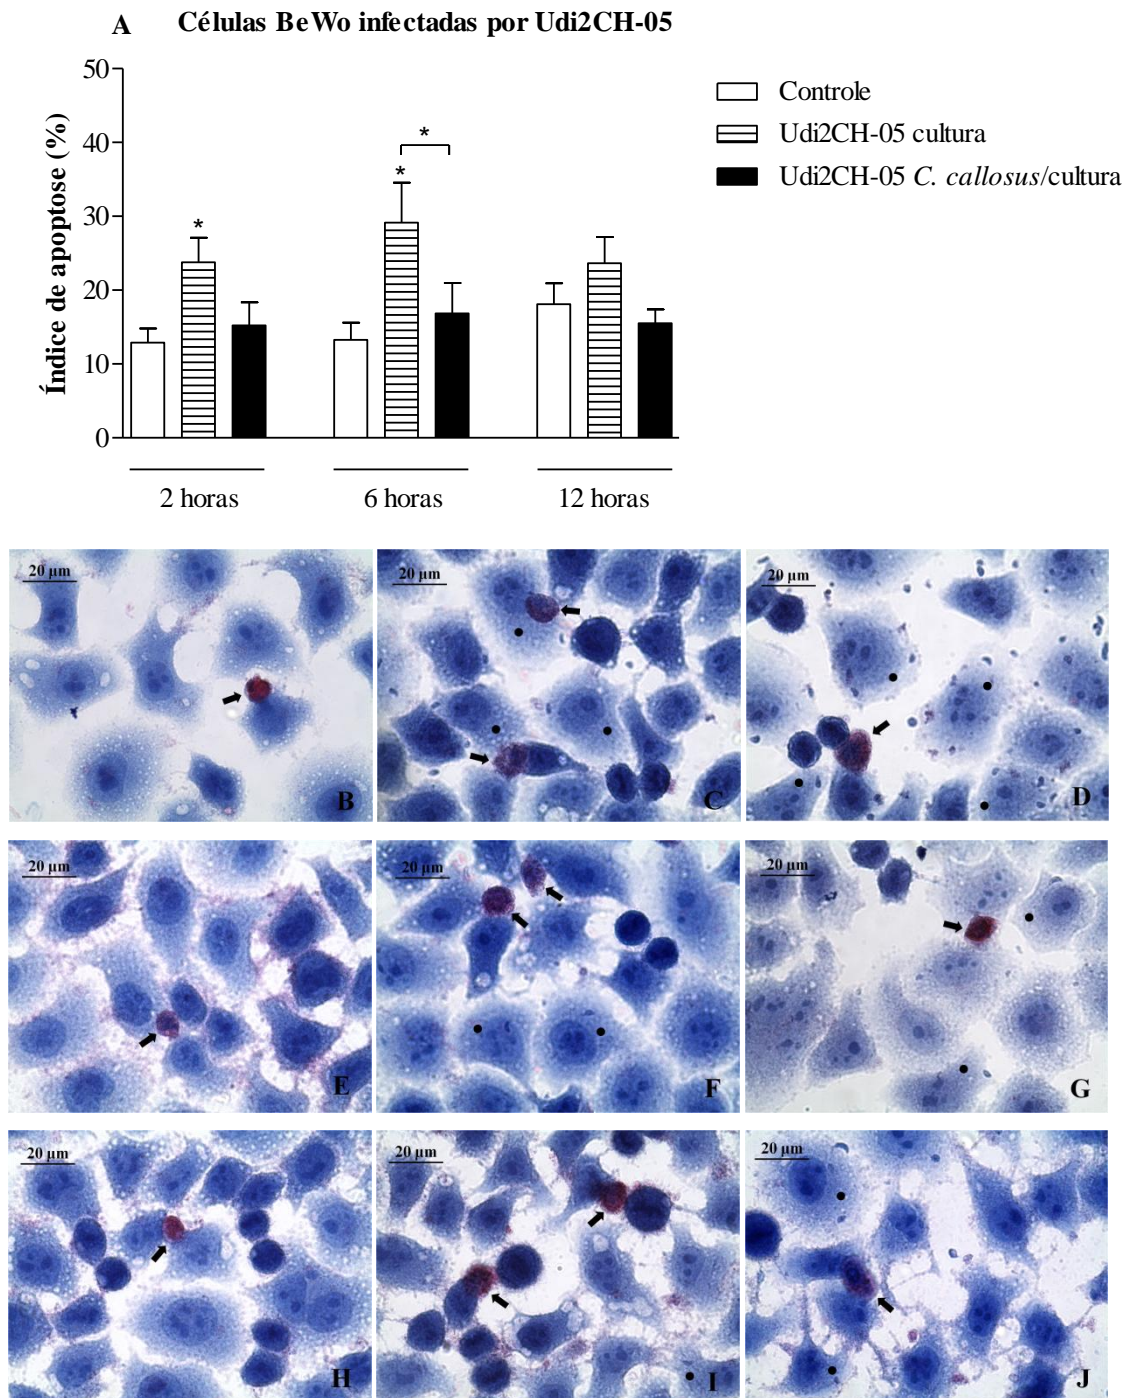 A Células BeWo infectadas por Udi2CH-05
50
40
30
20
10
0
Índice de apoptose (%)
*
*
*
Controle
Udi2CH-05 cultura
Udi2CH-05 C. callosus/cultura
2 horas
6 horas
12 horas
20 µm
B
20 µm
C
20 µm
D
20 µm
E
20 µm
F
20 µm
G
20 µm
H
20 µm
I
20 µm
J